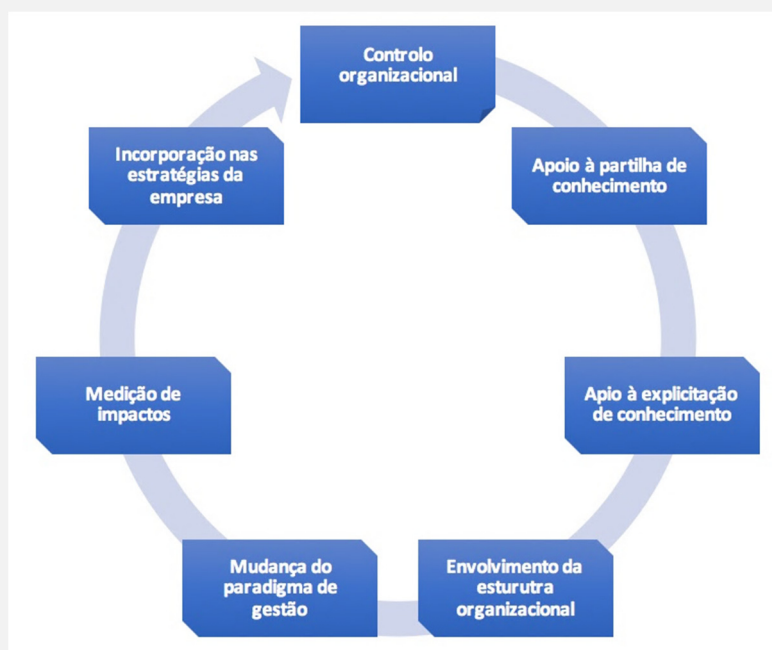 Controlo
organizacional
Apoio à partilha de
conhecimento
Apio à explicitação
de conhecimento
Envolvimento da
esturutra
organizacional
Mudança do
paradigma de
gestão
Medição de
impactos
Incorporação nas
estratégias da
empresa